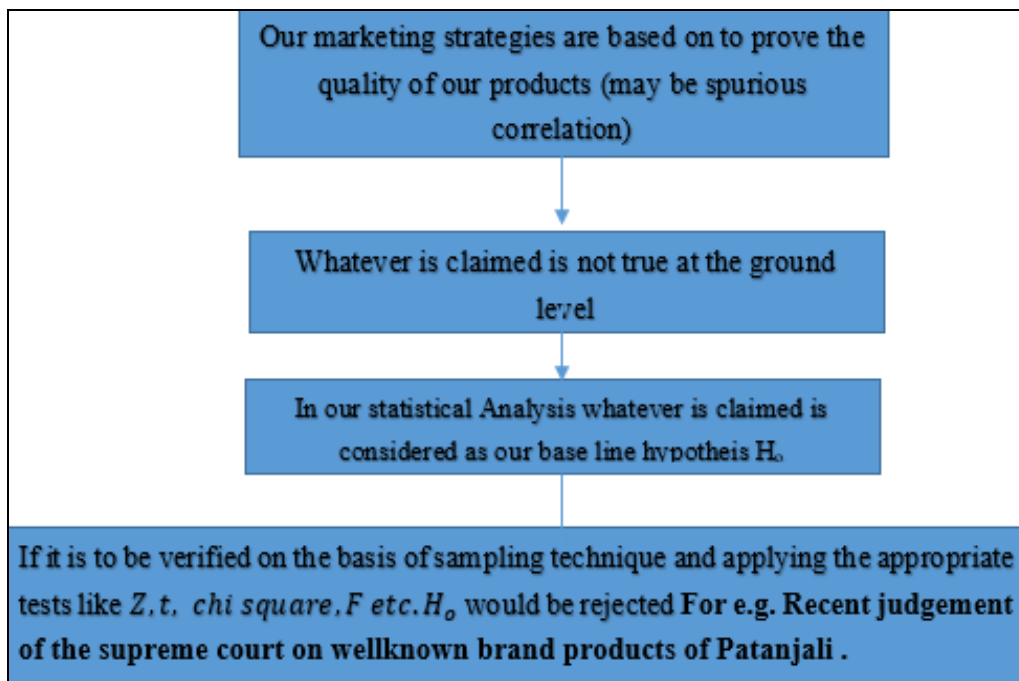 Our marketing strategies are based on to prove the
quality of our products (may be spurious
correlation)
Whatever is claimed is not true at the ground
level
In our statistical Analysis whatever is claimed is
considered as our base line hypotheis Hₒ
If it is to be verified on the basis of sampling technique and applying the appropriate
tests like Z, t, chi square, F etc. Hₒ would be rejected For e.g. Recent judgement
of the supreme court on wellknown brand products of Patanjali .